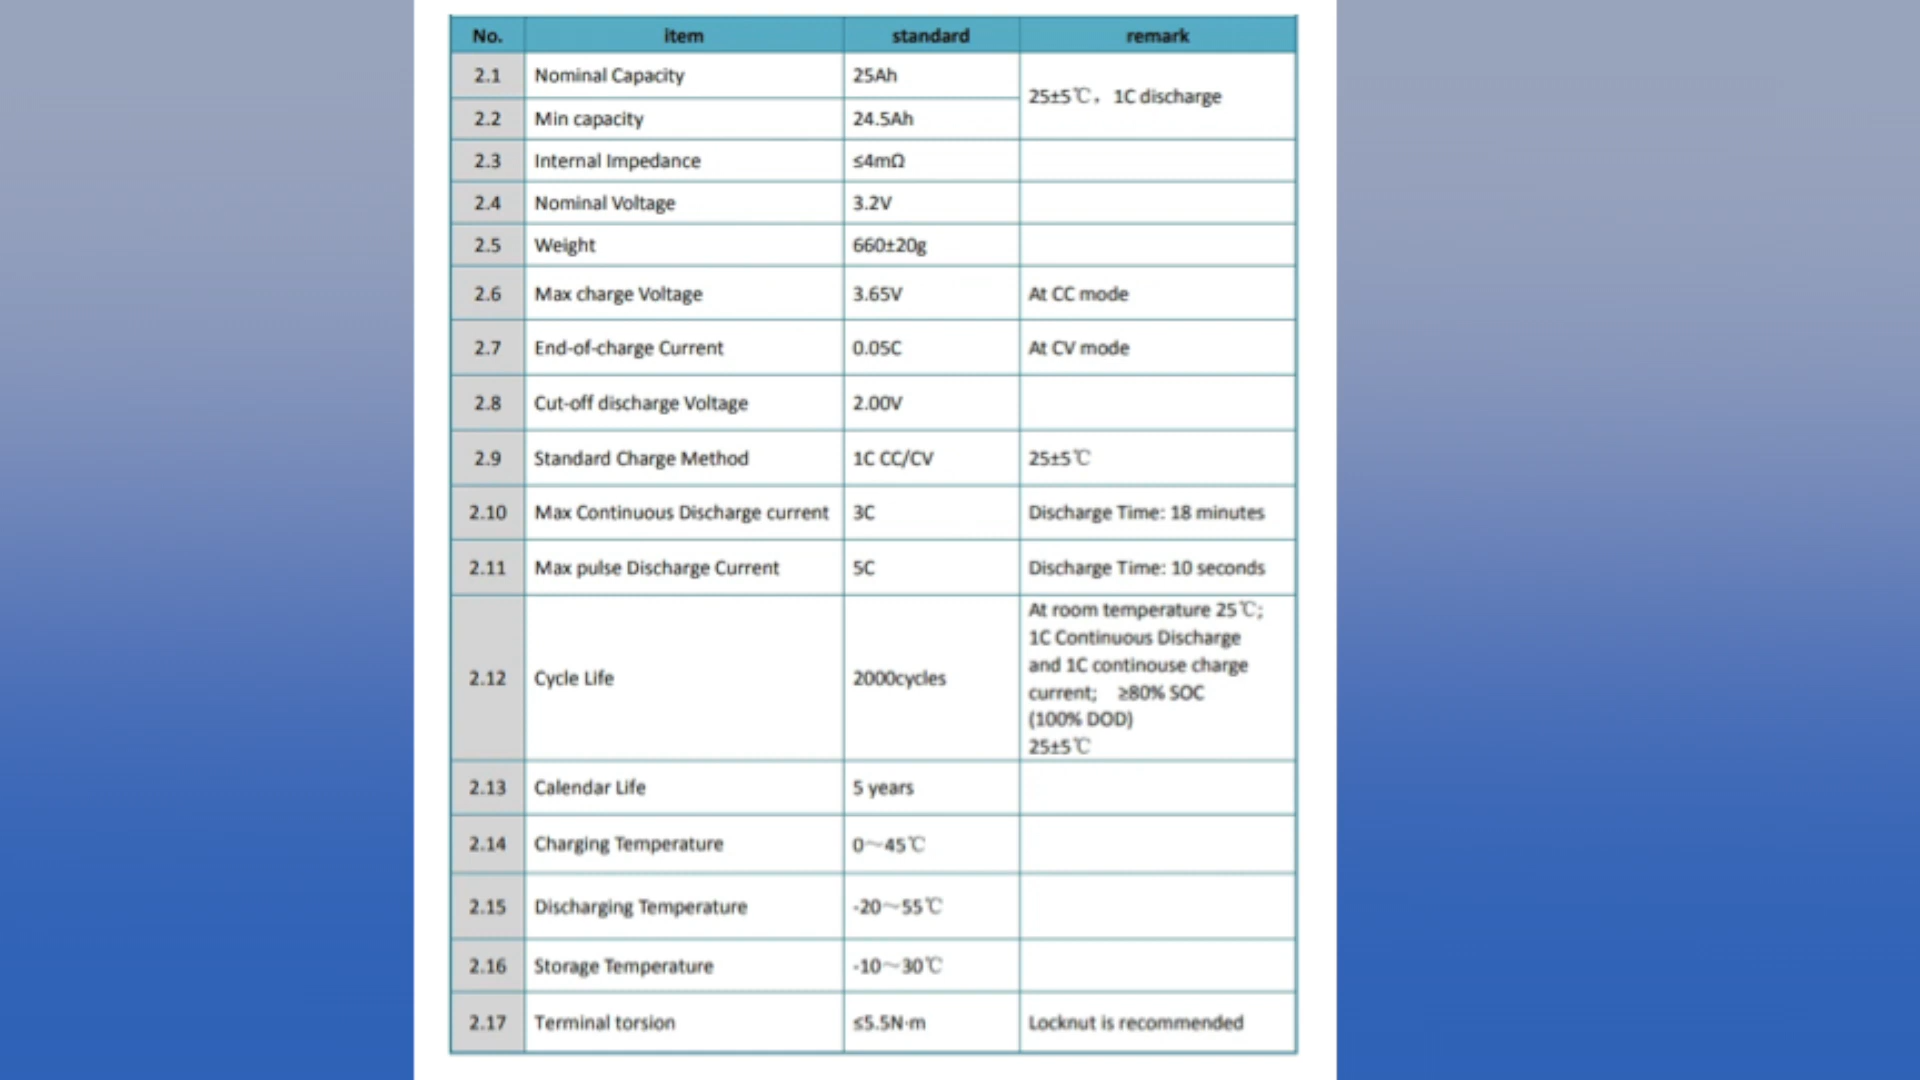 No. item standard remark
2.1 Nominal Capacity 25Ah
25±5℃，1C discharge
2.2 Min capacity 24.5Ah
2.3 Internal Impedance ≤4mΩ
2.4 Nominal Voltage 3.2V
2.5 Weight 660±20g
2.6 Max charge Voltage 3.65V At CC mode
2.7 End-of-charge Current 0.05C At CV mode
2.8 Cut-off discharge Voltage 2.00V
2.9 Standard Charge Method 1C CC/CV 25±5℃
2.10 Max Continuous Discharge current 3C Discharge Time: 18 minutes
2.11 Max pulse Discharge Current 5C Discharge Time: 10 seconds
2.12 Cycle Life 2000cycles
At room temperature 25℃;
1C Continuous Discharge
and 1C continouse charge
current; ≥80% SOC
(100% DOD)
25±5℃
2.13 Calendar Life 5 years
2.14 Charging Temperature 0～45℃
2.15 Discharging Temperature -20～55℃
2.16 Storage Temperature -10～30℃
2.17 Terminal torsion ≤5.5N·m Locknut is recommended